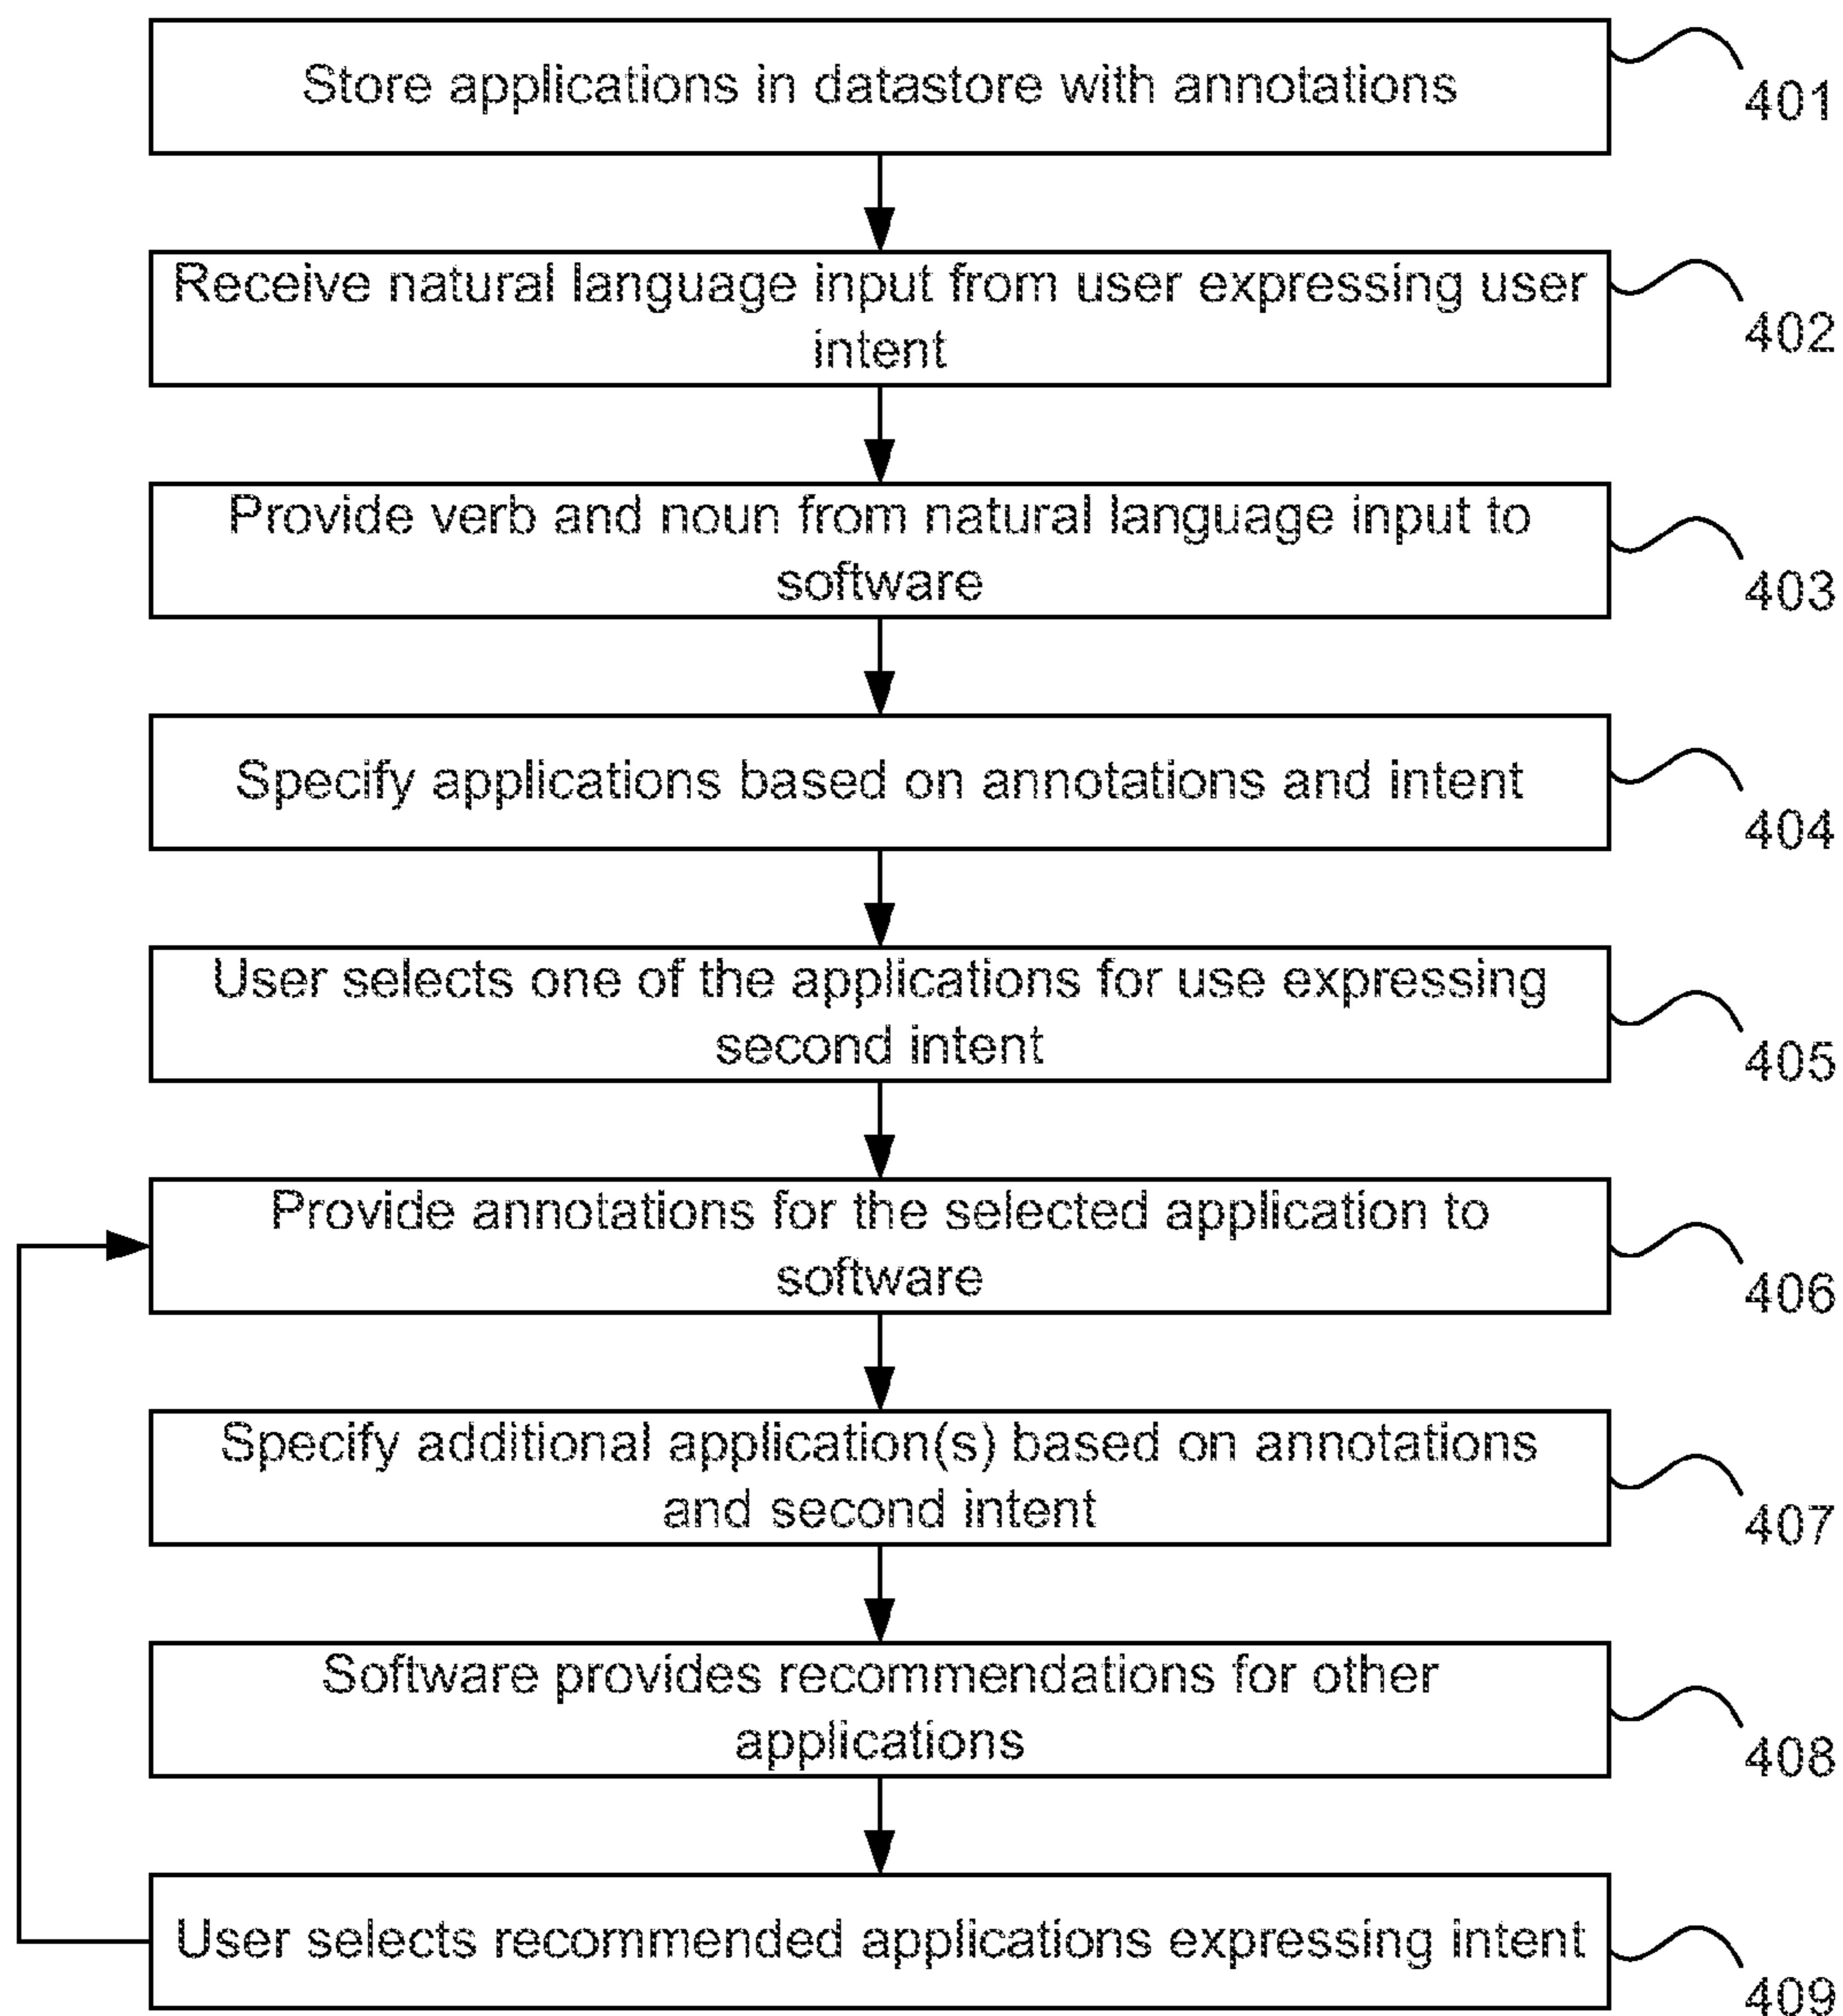 Store applications in datastore with annotations
401
Receive natural language input from user expressing user
intent
402
Provide verb and noun from natural language input to
software
403
Specify applications based on annotations and intent
404
User selects one of the applications for use expressing
second intent
405
Provide annotations for the selected application to
software
406
Specify additional application(s) based on annotations
and second intent
407
Software provides recommendations for other
applications
408
User selects recommended applications expressing intent
409